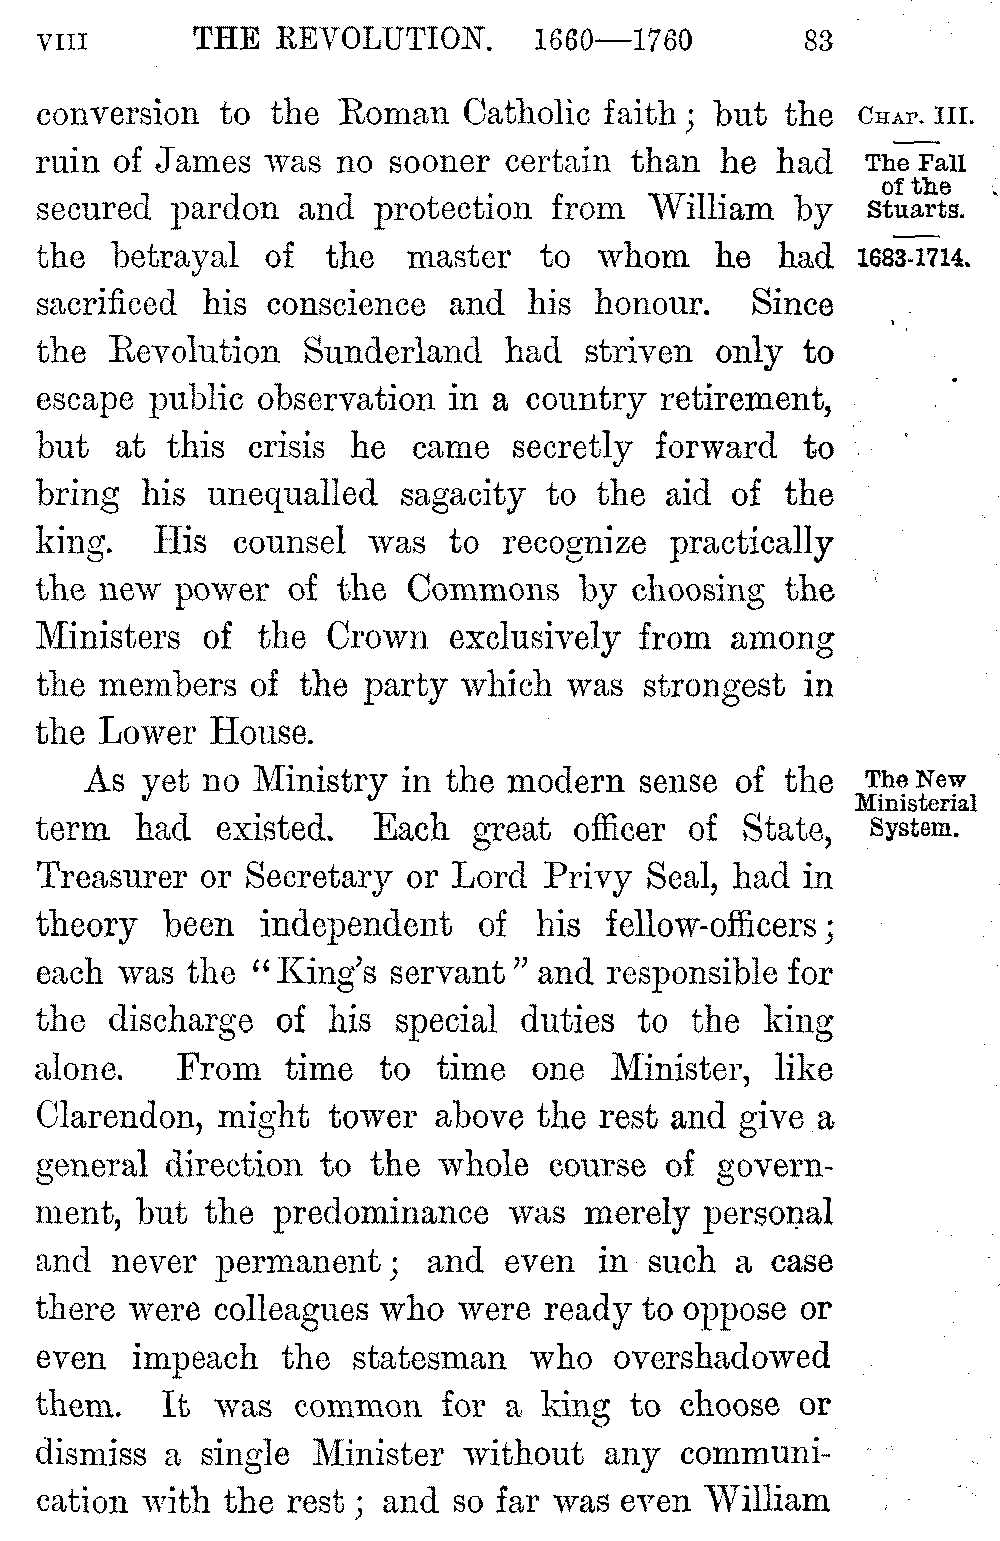 VIII THE REVOLUTION. 1660—1760 83
conversion to the Roman Catholic faith; but the
ruin of James was no sooner certain than he had
secured pardon and protection from William by
the betrayal of the master to whom he had
sacrificed his conscience and his honour. Since
the Revolution Sunderland had striven only to
escape public observation in a country retirement,
but at this crisis he came secretly forward to
bring his unequalled sagacity to the aid of the
king. His counsel was to recognize practically
the new power of the Commons by choosing the
Ministers of the Crown exclusively from among
the members of the party which was strongest in
the Lower House.
CHAP. III.
The Fall
of the
Stuarts.
1683-1714.
As yet no Ministry in the modern sense of the
term had existed. Each great officer of State,
Treasurer or Secretary or Lord Privy Seal, had in
theory been independent of his fellow-officers;
each was the "King's servant" and responsible for
the discharge of his special duties to the king
alone. From time to time one Minister, like
Clarendon, might tower above the rest and give a
general direction to the whole course of govern-
ment, but the predominance was merely personal
and never permanent; and even in such a case
there were colleagues who were ready to oppose or
even impeach the statesman who overshadowed
them. It was common for a king to choose or
dismiss a single Minister without any communi-
cation with the rest; and so far was even William
The New
Ministerial
System.